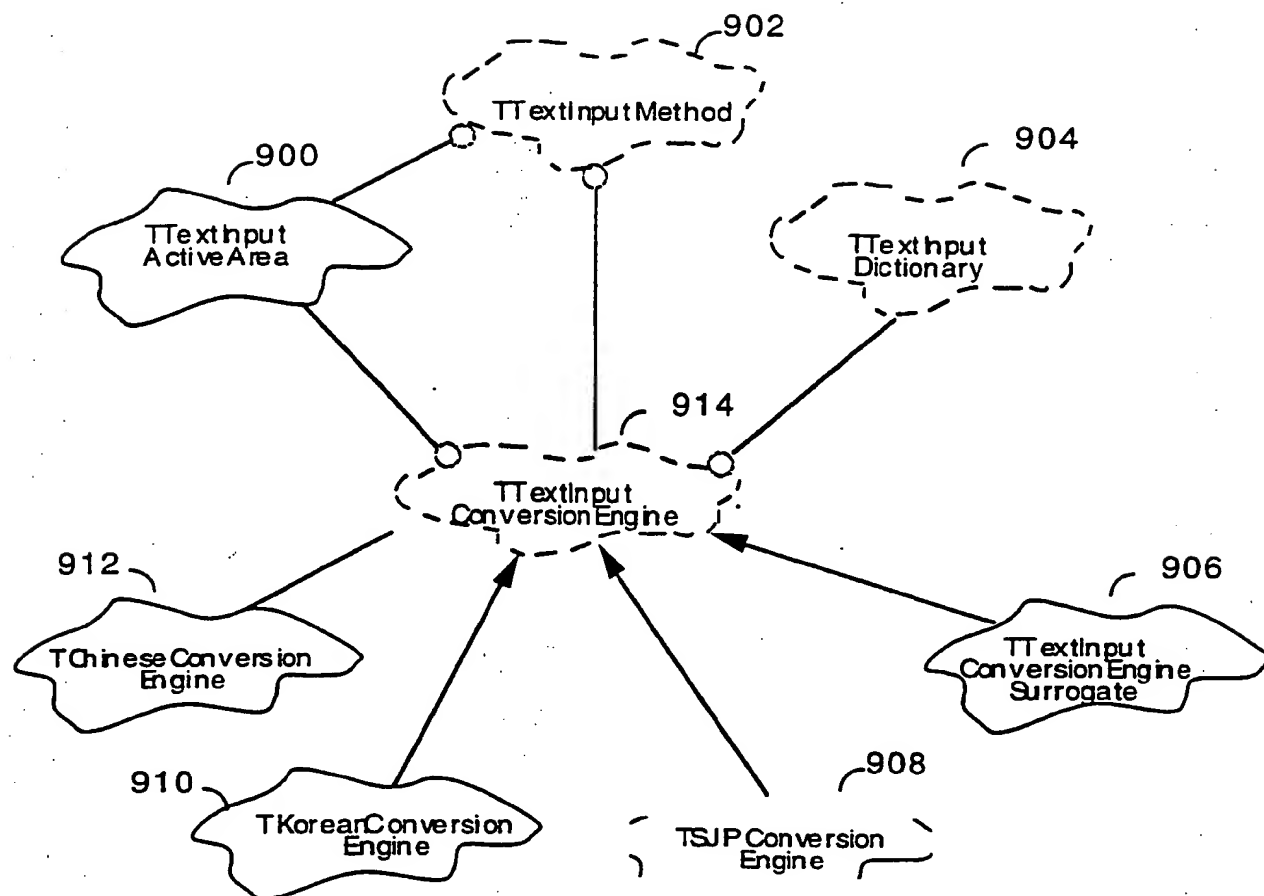 902
TTextInputMethod
900
904
TTextInput
ActiveArea
TTextInput
Dictionary
914
TTextInput
ConversionEngine
912
906
TChineseConversion
Engine
TTextInput
ConversionEngine
Surrogate
910
908
TKoreanConversion
Engine
TSJPConversion
Engine